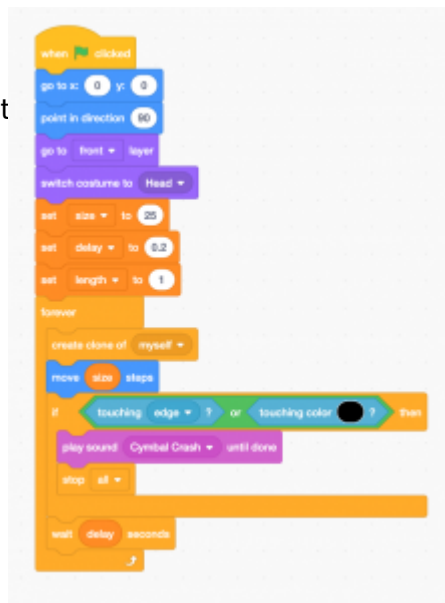 when clicked
go to x: 0 y: 0
t
point in direction 90
go to front layer
switch costume to Head
set size to 25
set delay to 0.2
set length to 1
forever
create clone of myself
move size steps
if touching edge ? or touching color ? then
play sound Cymbal Crash until done
stop all
wait delay seconds